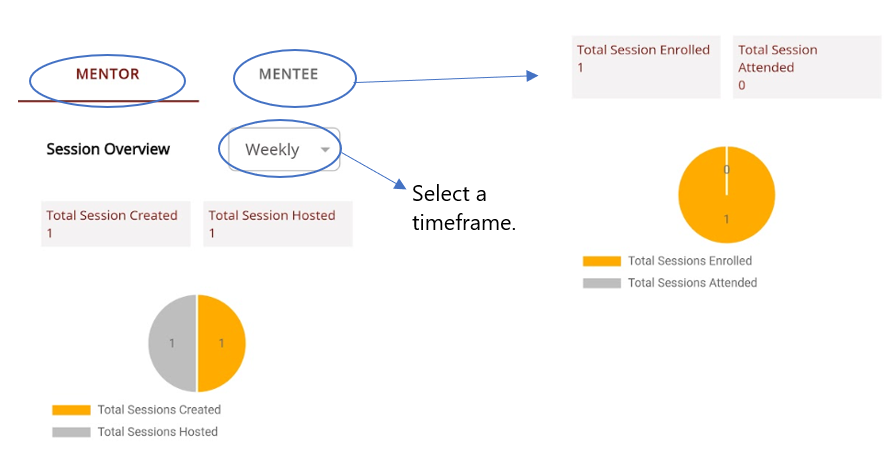 MENTOR
MENTEE
Session Overview
Weekly
Select a
timeframe.
Total Session Created
1
Total Session Hosted
1
1
1
Total Sessions Created
Total Sessions Hosted
Total Session Enrolled
1
Total Session
Attended
0
0
1
Total Sessions Enrolled
Total Sessions Attended